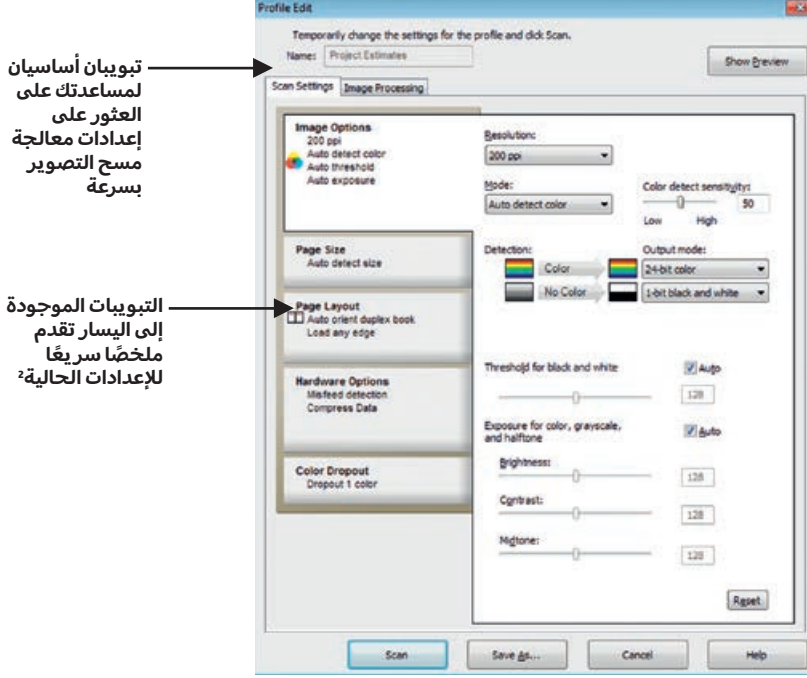 Profile Edit
Temporarily change the settings for the profile and click Scan.
Name: Project Estimates
Show Preview
Scan Settings
Image Processing
تبويبان أساسيان
لمساعدتك على
العثور على
إعدادات معالجة
مسح التصوير
بسرعة
Image Options
200 ppi
Auto detect color
Auto threshold
Auto exposure
Page Size
Auto detect size
التبويبات الموجودة
إلى اليسار تقدم
ملخصًا سريعًا
للإعدادات الحالية²
Page Layout
Auto orient duplex book
Load any edge
Hardware Options
Misfeed detection
Compress Data
Color Dropout
Dropout 1 color
Resolution:
200 ppi
Mode:
Auto detect color
Color detect sensitivity:
50
Low High
Detection:
Output mode:
Color
24-bit color
No Color
1-bit black and white
Threshold for black and white
Auto
128
Exposure for color, grayscale,
and halftone
Auto
Brightness:
128
Contrast:
128
Midtone:
128
Reset
Scan
Save As...
Cancel
Help